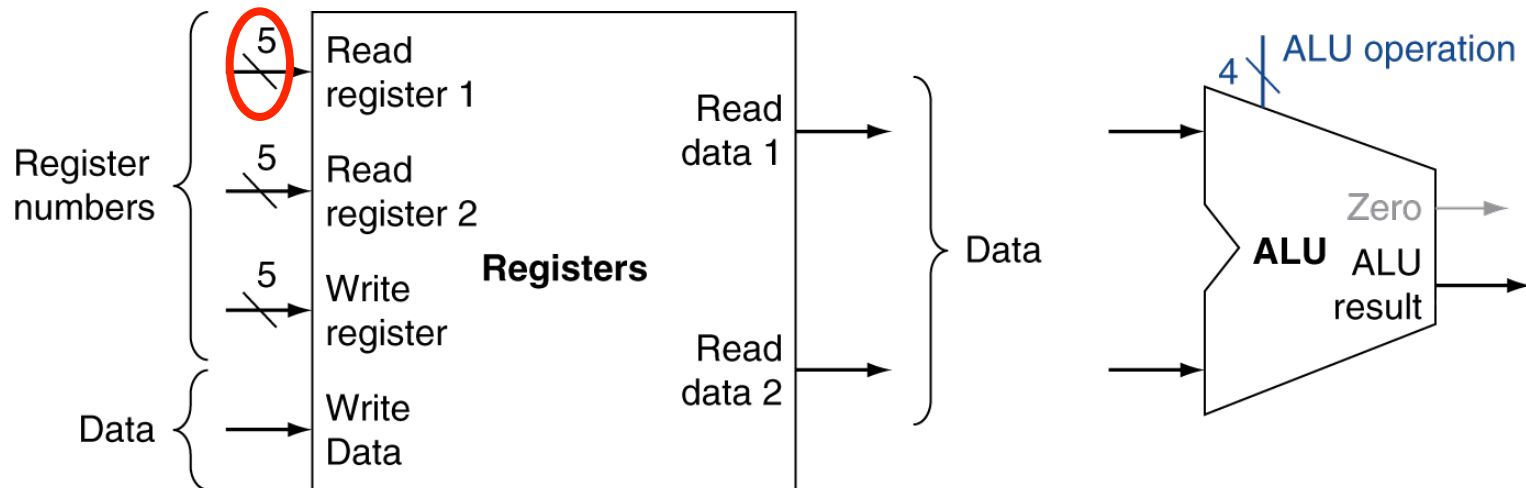 Register
numbers
Data
5
Read
register 1
5
Read
register 2
5
Write
register
Write
Data
Registers
Read
data 1
Read
data 2
Data
4
ALU operation
ALU
Zero
ALU
result